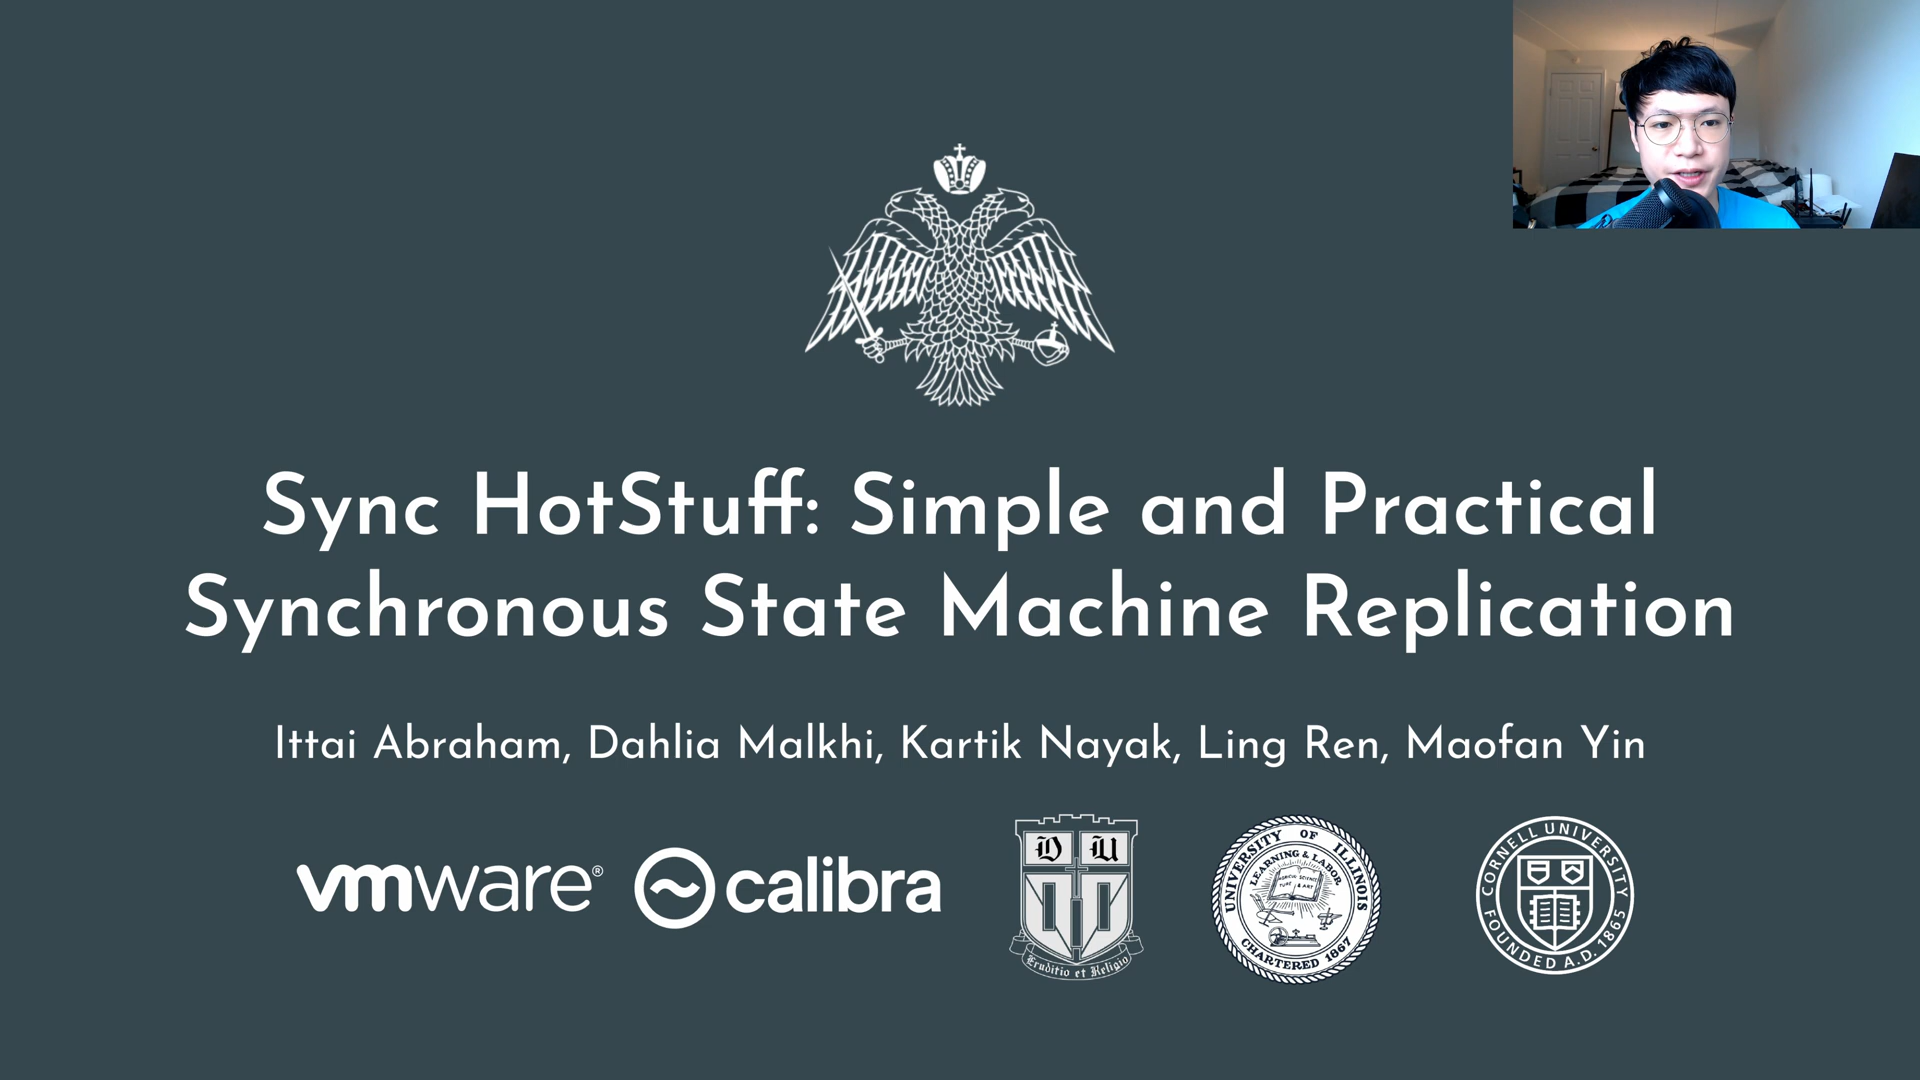 Sync HotStuff: Simple and Practical
Synchronous State Machine Replication
Ittai Abraham, Dahlia Malkhi, Kartik Nayak, Ling Ren, Maofan Yin
vmware®
calibra
D U
Eruditio et Religio
UNIVERSITY OF ILLINOIS
LEARNING & LABOR
CHARTERED 1867
CORNELL UNIVERSITY
FOUNDED A.D. 1865